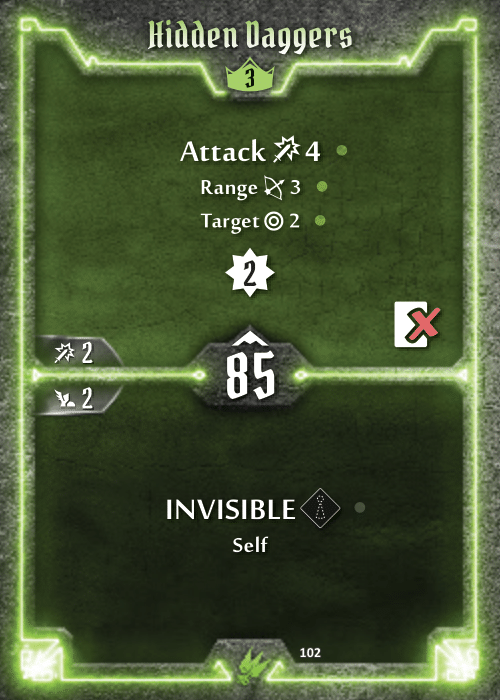 Hidden Daggers
3
Attack 4
Range 3
Target 2
2
2
85
2
INVISIBLE
Self
102